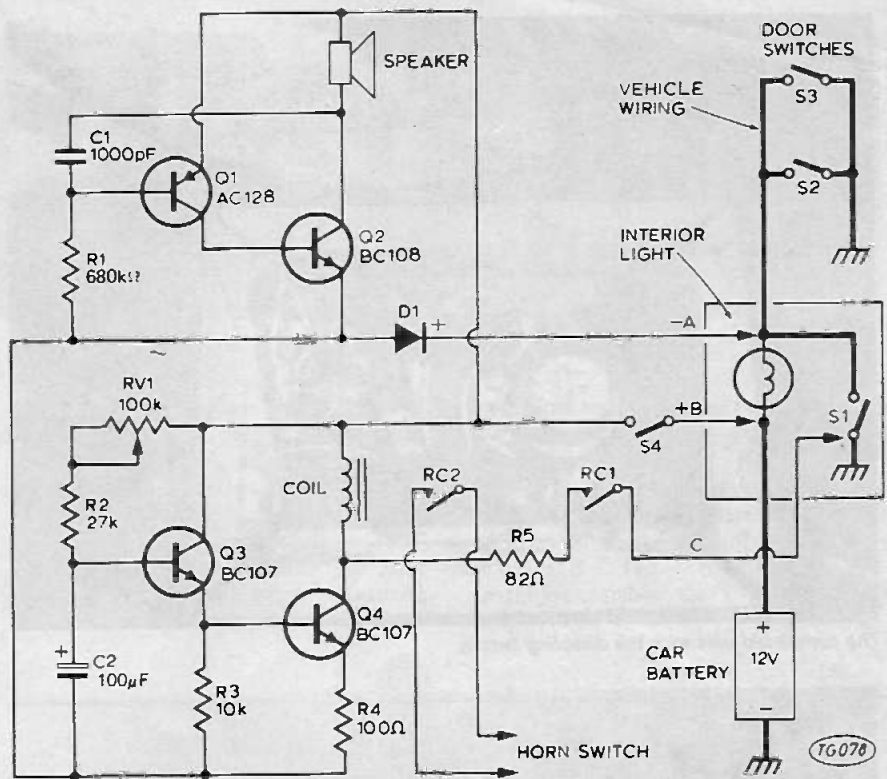 SPEAKER
DOOR
SWITCHES
S3
VEHICLE
WIRING
C1
1000pF
Q1
AC128
S2
Q2
BC108
INTERIOR
LIGHT
R1
680kΩ
D1
+
-A
RV1
100k
+B
S1
S4
COIL
RC2
RC1
R2
27k
R5
82Ω
C
Q3
BC107
Q4
BC107
+
C2
100µF
R3
10k
R4
100Ω
CAR
BATTERY
+
12V
-
HORN SWITCH
TG078